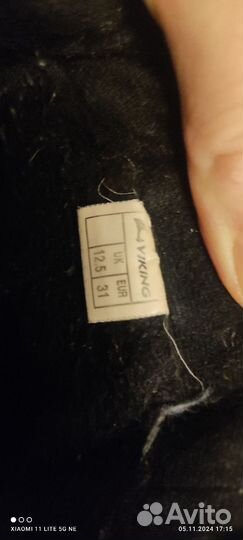 VIKING
UK EUR
12.5 31
XIAOMI 11 LITE 5G NE
05.11.2024 17:15
Avito